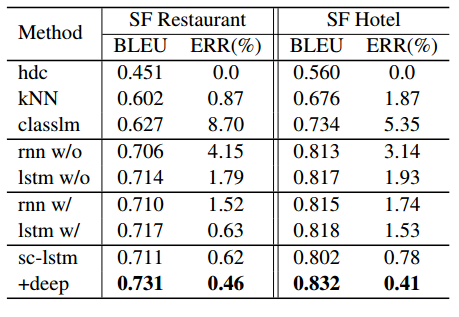 Method SF Restaurant SF Hotel
BLEU ERR(%) BLEU ERR(%)
hdc 0.451 0.0 0.560 0.0
kNN 0.602 0.87 0.676 1.87
classlm 0.627 8.70 0.734 5.35
rnn w/o 0.706 4.15 0.813 3.14
lstm w/o 0.714 1.79 0.817 1.93
rnn w/ 0.710 1.52 0.815 1.74
lstm w/ 0.717 0.63 0.818 1.53
sc-lstm 0.711 0.62 0.802 0.78
+deep 0.731 0.46 0.832 0.41